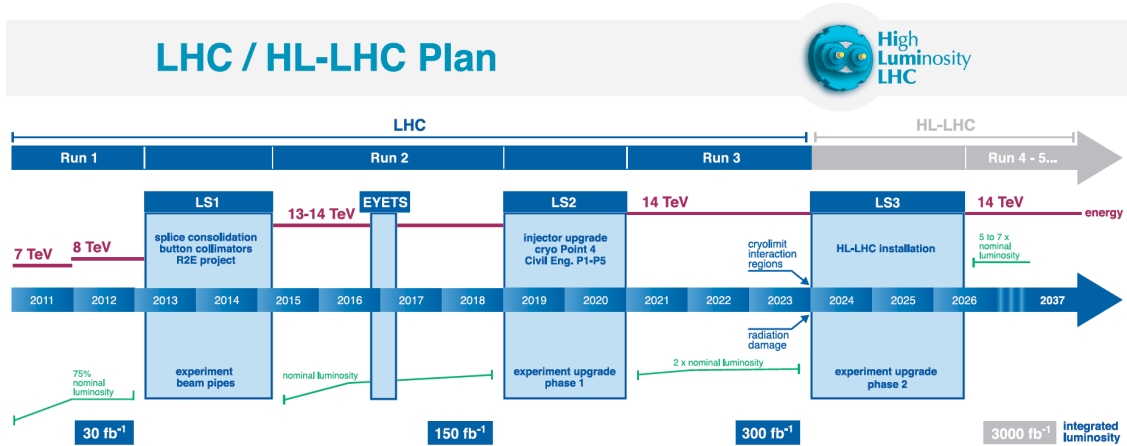 LHC / HL-LHC Plan
High
Luminosity
LHC
LHC
HL-LHC
Run 1
Run 2
Run 3
Run 4 - 5...
LS1
EYETS
LS2
LS3
7 TeV
8 TeV
13-14 TeV
14 TeV
14 TeV
energy
splice consolidation
button collimators
R2E project
injector upgrade
cryo Point 4
Civil Eng. P1-P5
cryolimit
interaction
regions
HL-LHC installation
5 to 7 x
nominal
luminosity
2011
2012
2013
2014
2015
2016
2017
2018
2019
2020
2021
2022
2023
2024
2025
2026
2037
radiation
damage
75%
nominal
luminosity
experiment
beam pipes
nominal luminosity
experiment upgrade
phase 1
2 x nominal luminosity
experiment upgrade
phase 2
30 fb⁻¹
150 fb⁻¹
300 fb⁻¹
3000 fb⁻¹
integrated
luminosity